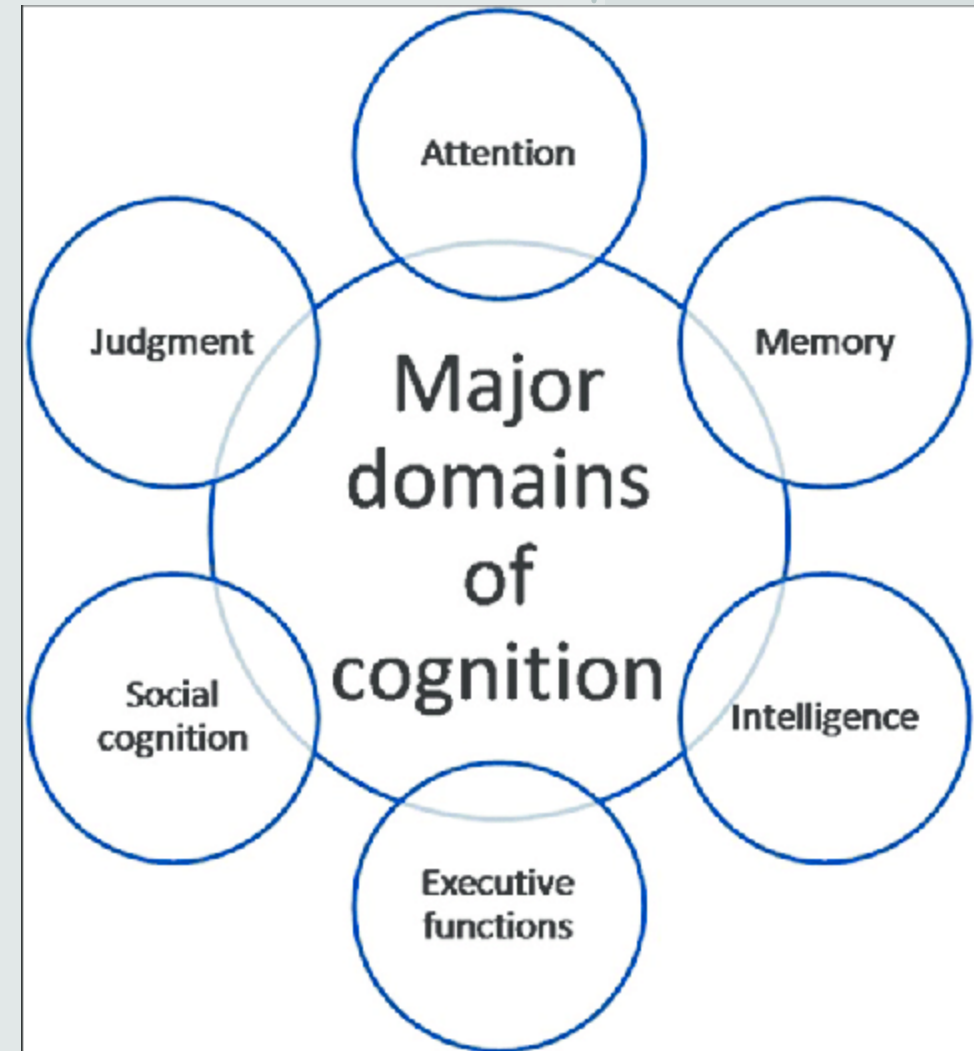 Attention
Judgment
Memory
Major
domains
of
cognition
Social
cognition
Intelligence
Executive
functions